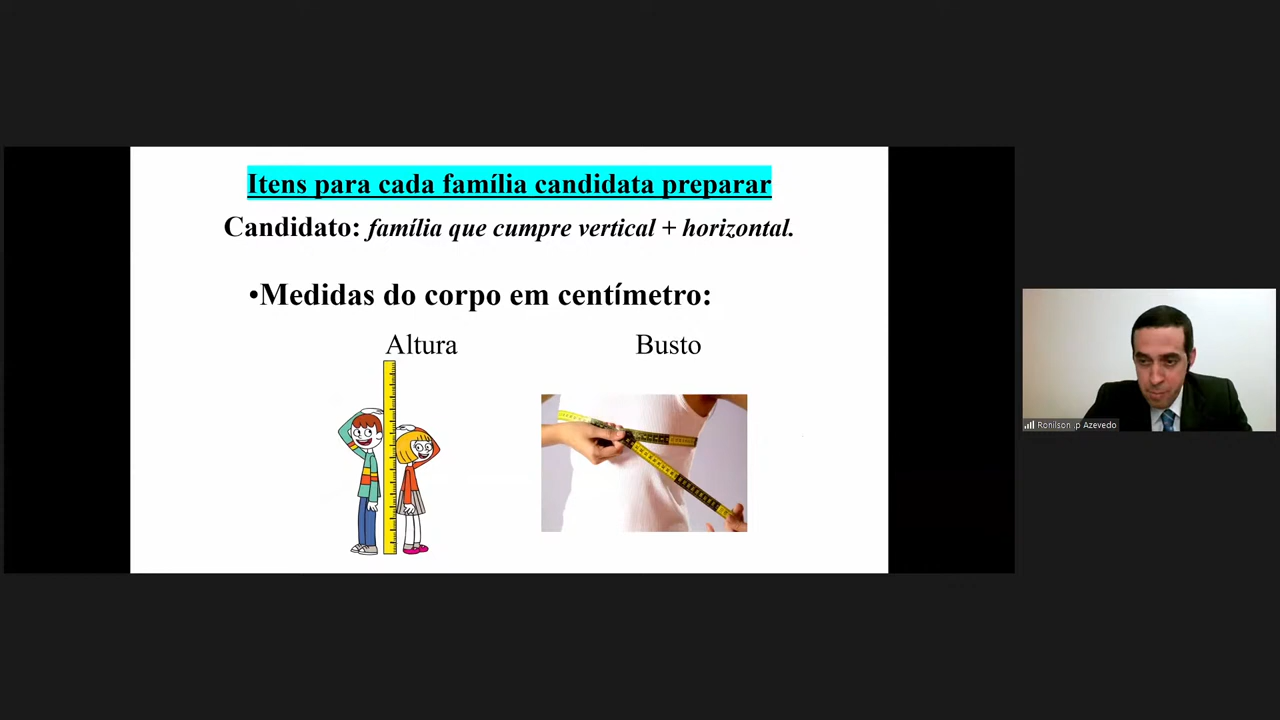 Itens para cada família candidata preparar
Candidato: família que cumpre vertical + horizontal.
•Medidas do corpo em centímetro:
Altura
Busto
Ronilson .p Azevedo